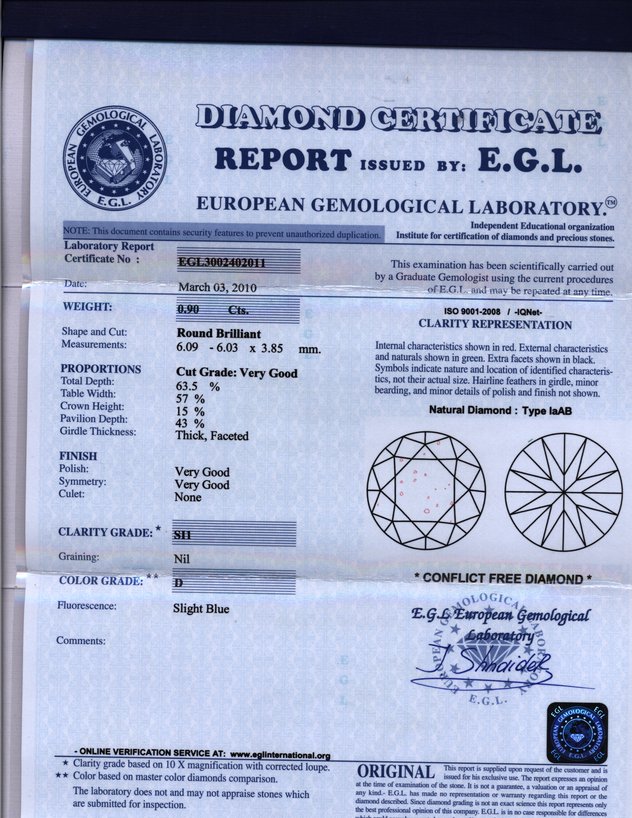 DIAMOND CERTIFICATE
REPORT ISSUED BY: E.G.L.
EUROPEAN GEMOLOGICAL LABORATORY.™
EUROPEAN GEMOLOGICAL LABORATORY
E.G.L.
NOTE: This document contains security features to prevent unauthorized duplication.
Independent Educational organization
Institute for certification of diamonds and precious stones.
Laboratory Report
Certificate No : EGL3002402011
Date: March 03, 2010
WEIGHT: 0.90 Cts.
Shape and Cut: Round Brilliant
Measurements: 6.09 - 6.03 x 3.85 mm.
PROPORTIONS Cut Grade: Very Good
Total Depth: 63.5 %
Table Width: 57 %
Crown Height: 15 %
Pavilion Depth: 43 %
Girdle Thickness: Thick, Faceted
FINISH
Polish: Very Good
Symmetry: Very Good
Culet: None
CLARITY GRADE: * SI1
Graining: Nil
COLOR GRADE: ** D
Fluorescence: Slight Blue
Comments:
- ONLINE VERIFICATION SERVICE AT: www.eglinternational.org
* Clarity grade based on 10 X magnification with corrected loupe.
** Color based on master color diamonds comparison.
The laboratory does not and may not appraise stones which
are submitted for inspection.
This examination has been scientifically carried out
by a Graduate Gemologist using the current procedures
of E.G.L. and may be repeated at any time.
ISO 9001-2008 / -IQNet-
CLARITY REPRESENTATION
Internal characteristics shown in red. External characteristics
and naturals shown in green. Extra facets shown in black.
Symbols indicate nature and location of identified characteris-
tics, not their actual size. Hairline feathers in girdle, minor
bearding, and minor details of polish and finish not shown.
Natural Diamond : Type IaAB
* CONFLICT FREE DIAMOND *
E.G.L European Gemological
Laboratory
EUROPEAN GEMOLOGICAL LABORATORY
E.G.L.
EGL EGL
EGL EGL
ORIGINAL This report is supplied upon request of the customer and is
issued for his exclusive use. The report expresses an opinion
at the time of examination of the stone. It is not a guarantee, a valuation or an appraisal of
any kind.- E.G.L. has made no representation or warranty regarding this report or the
diamond described. Since diamond grading is not an exact science this report represents only
the best professional opinion of this company. E.G.L. is in no case responsible for differences